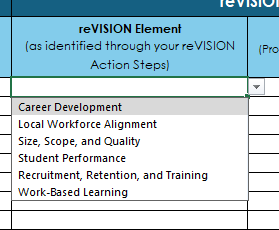 reVISION
reVISION Element
(as identified through your reVISION
Action Steps)
(Pro
Career Development
Local Workforce Alignment
Size, Scope, and Quality
Student Performance
Recruitment, Retention, and Training
Work-Based Learning